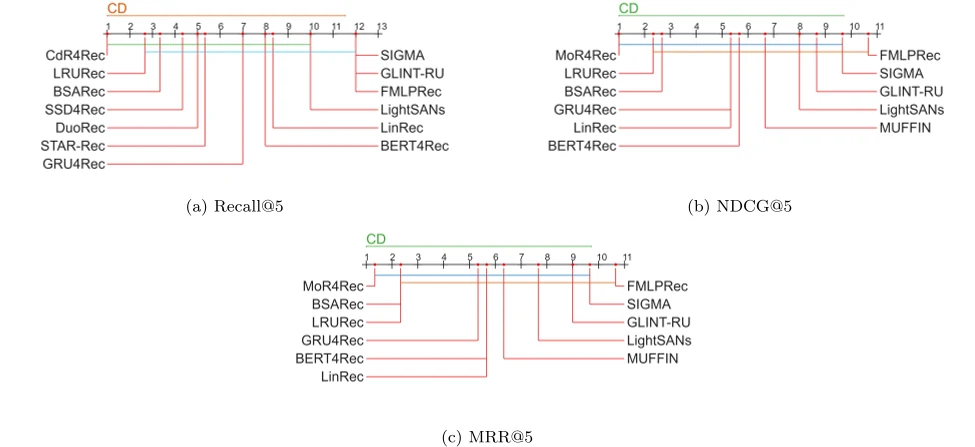 CD
1 2 3 4 5 6 7 8 9 10 11 12 13
CdR4Rec
LRURec
BSARec
SSD4Rec
DuoRec
STAR-Rec
GRU4Rec
SIGMA
GLINT-RU
FMLPRec
LightSANs
LinRec
BERT4Rec
(a) Recall@5
CD
1 2 3 4 5 6 7 8 9 10 11
MoR4Rec
LRURec
BSARec
GRU4Rec
LinRec
BERT4Rec
FMLPRec
SIGMA
GLINT-RU
LightSANs
MUFFIN
(b) NDCG@5
CD
1 2 3 4 5 6 7 8 9 10 11
MoR4Rec
BSARec
LRURec
GRU4Rec
BERT4Rec
LinRec
FMLPRec
SIGMA
GLINT-RU
LightSANs
MUFFIN
(c) MRR@5